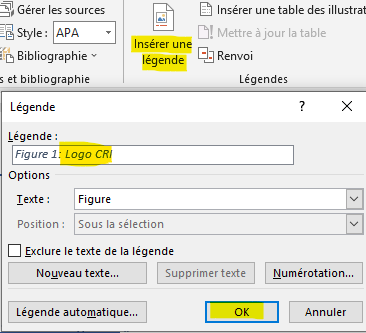 Gérer les sources
Style : APA
Bibliographie
s et bibliographie
Insérer une
légende
Insérer une table des illustrat
Mettre à jour la table
Renvoi
Légendes
Légende
Légende :
Figure 1: Logo CRI
Options
Texte : Figure
Position : Sous la sélection
Exclure le texte de la légende
Nouveau texte... Supprimer texte Numérotation...
Légende automatique... OK Annuler